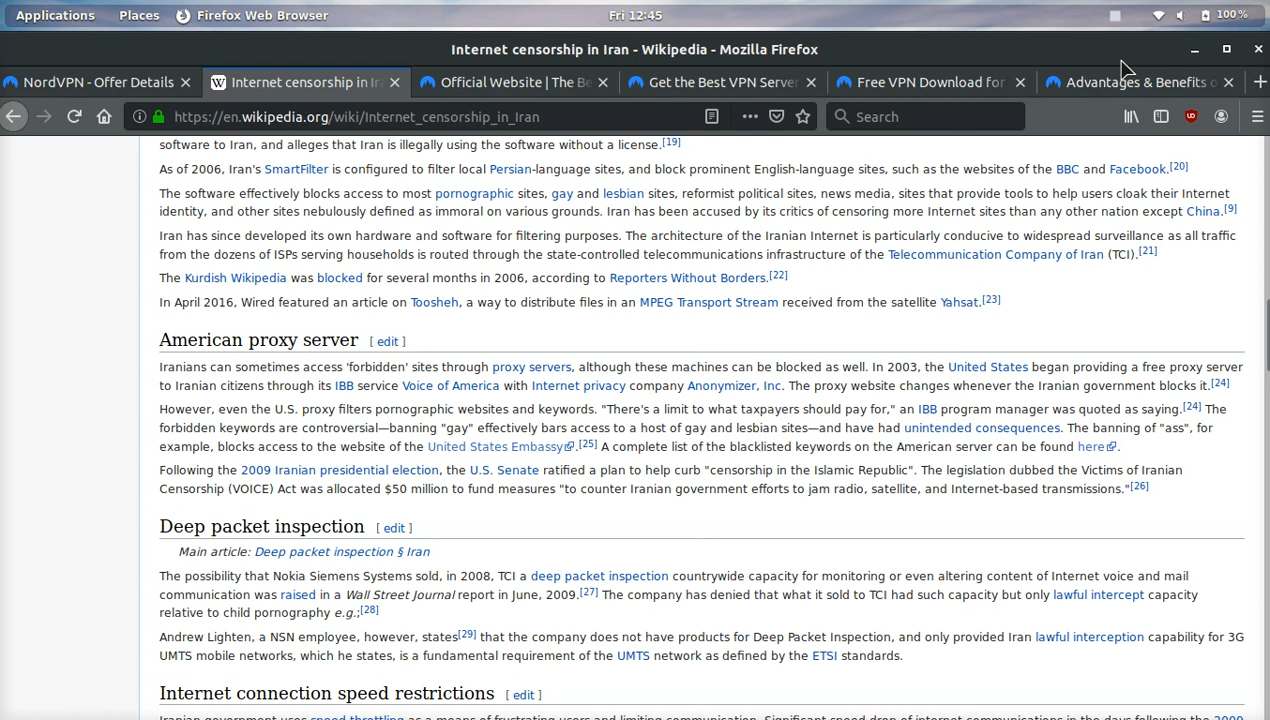 Applications Places Firefox Web Browser Fri 12:45 100%
Internet censorship in Iran - Wikipedia - Mozilla Firefox
NordVPN - Offer Details Internet censorship in Official Website | The Be Get the Best VPN Server Free VPN Download for Advantages & Benefits
https://en.wikipedia.org/wiki/Internet_censorship_in_Iran Search
software to Iran, and alleges that Iran is illegally using the software without a license.[19]
As of 2006, Iran's SmartFilter is configured to filter local Persian-language sites, and block prominent English-language sites, such as the websites of the BBC and Facebook.[20]
The software effectively blocks access to most pornographic sites, gay and lesbian sites, reformist political sites, news media, sites that provide tools to help users cloak their Internet
identity, and other sites nebulously defined as immoral on various grounds. Iran has been accused by its critics of censoring more Internet sites than any other nation except China.[9]
Iran has since developed its own hardware and software for filtering purposes. The architecture of the Iranian Internet is particularly conducive to widespread surveillance as all traffic
from the dozens of ISPs serving households is routed through the state-controlled telecommunications infrastructure of the Telecommunication Company of Iran (TCI).[21]
The Kurdish Wikipedia was blocked for several months in 2006, according to Reporters Without Borders.[22]
In April 2016, Wired featured an article on Toosheh, a way to distribute files in an MPEG Transport Stream received from the satellite Yahsat.[23]
American proxy server [ edit ]
Iranians can sometimes access 'forbidden' sites through proxy servers, although these machines can be blocked as well. In 2003, the United States began providing a free proxy server
to Iranian citizens through its IBB service Voice of America with Internet privacy company Anonymizer, Inc. The proxy website changes whenever the Iranian government blocks it.[24]
However, even the U.S. proxy filters pornographic websites and keywords. "There's a limit to what taxpayers should pay for," an IBB program manager was quoted as saying.[24] The
forbidden keywords are controversial—banning "gay" effectively bars access to a host of gay and lesbian sites—and have had unintended consequences. The banning of "ass", for
example, blocks access to the website of the United States Embassy.[25] A complete list of the blacklisted keywords on the American server can be found here.
Following the 2009 Iranian presidential election, the U.S. Senate ratified a plan to help curb "censorship in the Islamic Republic". The legislation dubbed the Victims of Iranian
Censorship (VOICE) Act was allocated $50 million to fund measures "to counter Iranian government efforts to jam radio, satellite, and Internet-based transmissions."[26]
Deep packet inspection [ edit ]
Main article: Deep packet inspection § Iran
The possibility that Nokia Siemens Systems sold, in 2008, TCI a deep packet inspection countrywide capacity for monitoring or even altering content of Internet voice and mail
communication was raised in a Wall Street Journal report in June, 2009.[27] The company has denied that what it sold to TCI had such capacity but only lawful intercept capacity
relative to child pornography e.g.;[28]
Andrew Lighten, a NSN employee, however, states[29] that the company does not have products for Deep Packet Inspection, and only provided Iran lawful interception capability for 3G
UMTS mobile networks, which he states, is a fundamental requirement of the UMTS network as defined by the ETSI standards.
Internet connection speed restrictions [ edit ]
Iranian government uses speed throttling as a means of frustrating users and limiting communication. Significant speed drop of internet communications in the days following the 2009